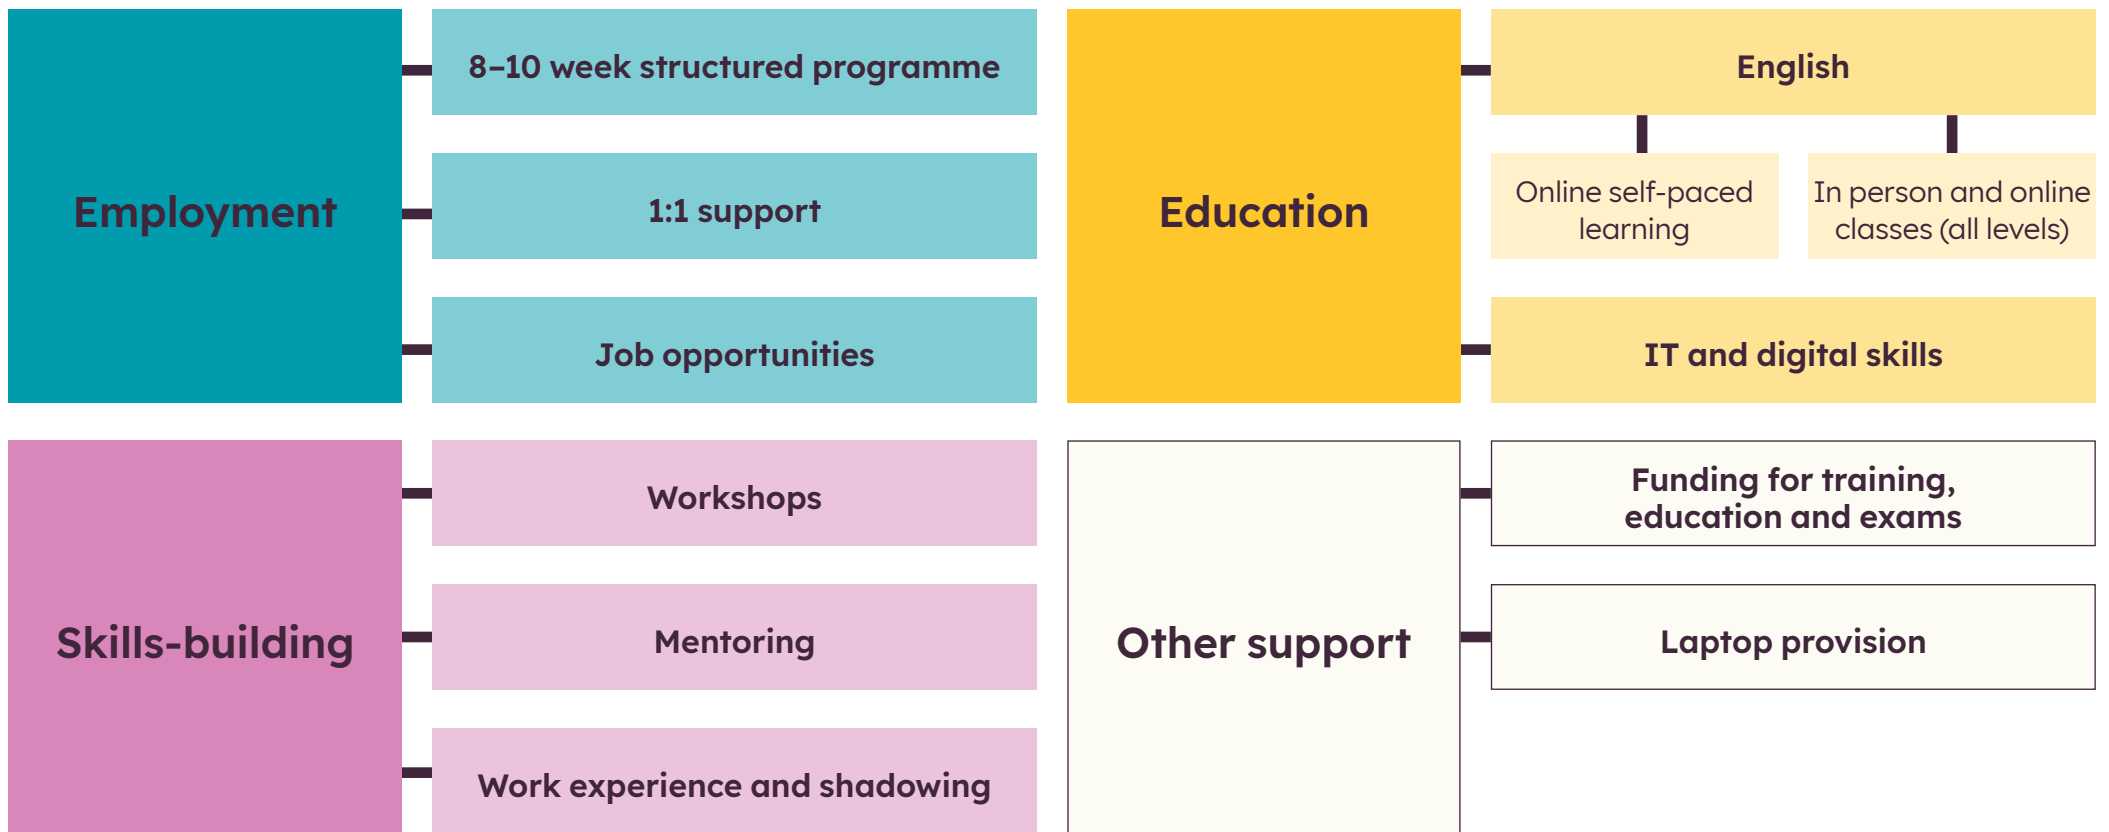 Employment
8–10 week structured programme
1:1 support
Job opportunities
Education
English
Online self-paced
learning
In person and online
classes (all levels)
IT and digital skills
Skills-building
Workshops
Mentoring
Work experience and shadowing
Other support
Funding for training,
education and exams
Laptop provision